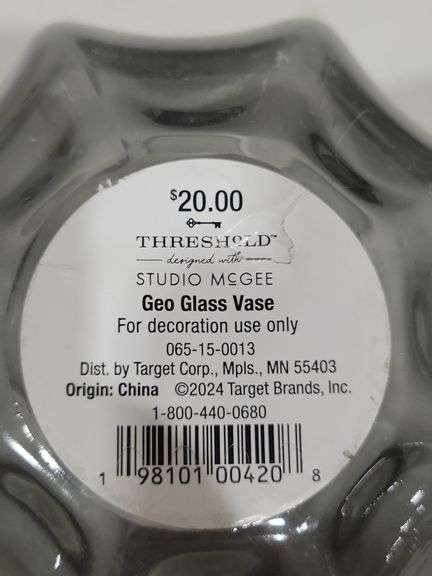 $20.00
THRESHOLD™
designed with
STUDIO McGEE
Geo Glass Vase
For decoration use only
065-15-0013
Dist. by Target Corp., Mpls., MN 55403
Origin: China ©2024 Target Brands, Inc.
1-800-440-0680
1 98101 00420 8